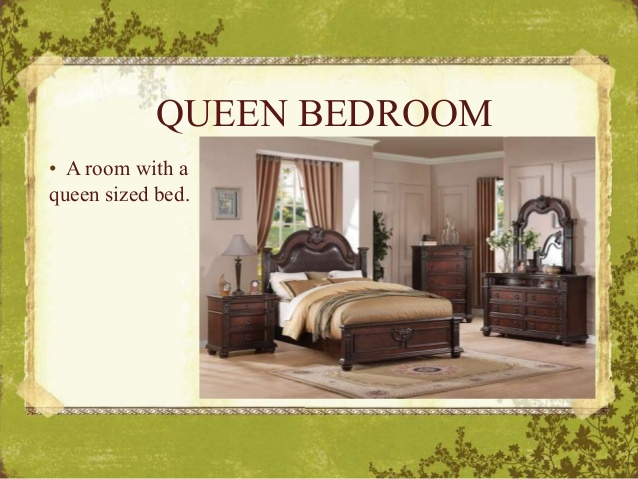 QUEEN BEDROOM
• A room with a
queen sized bed.